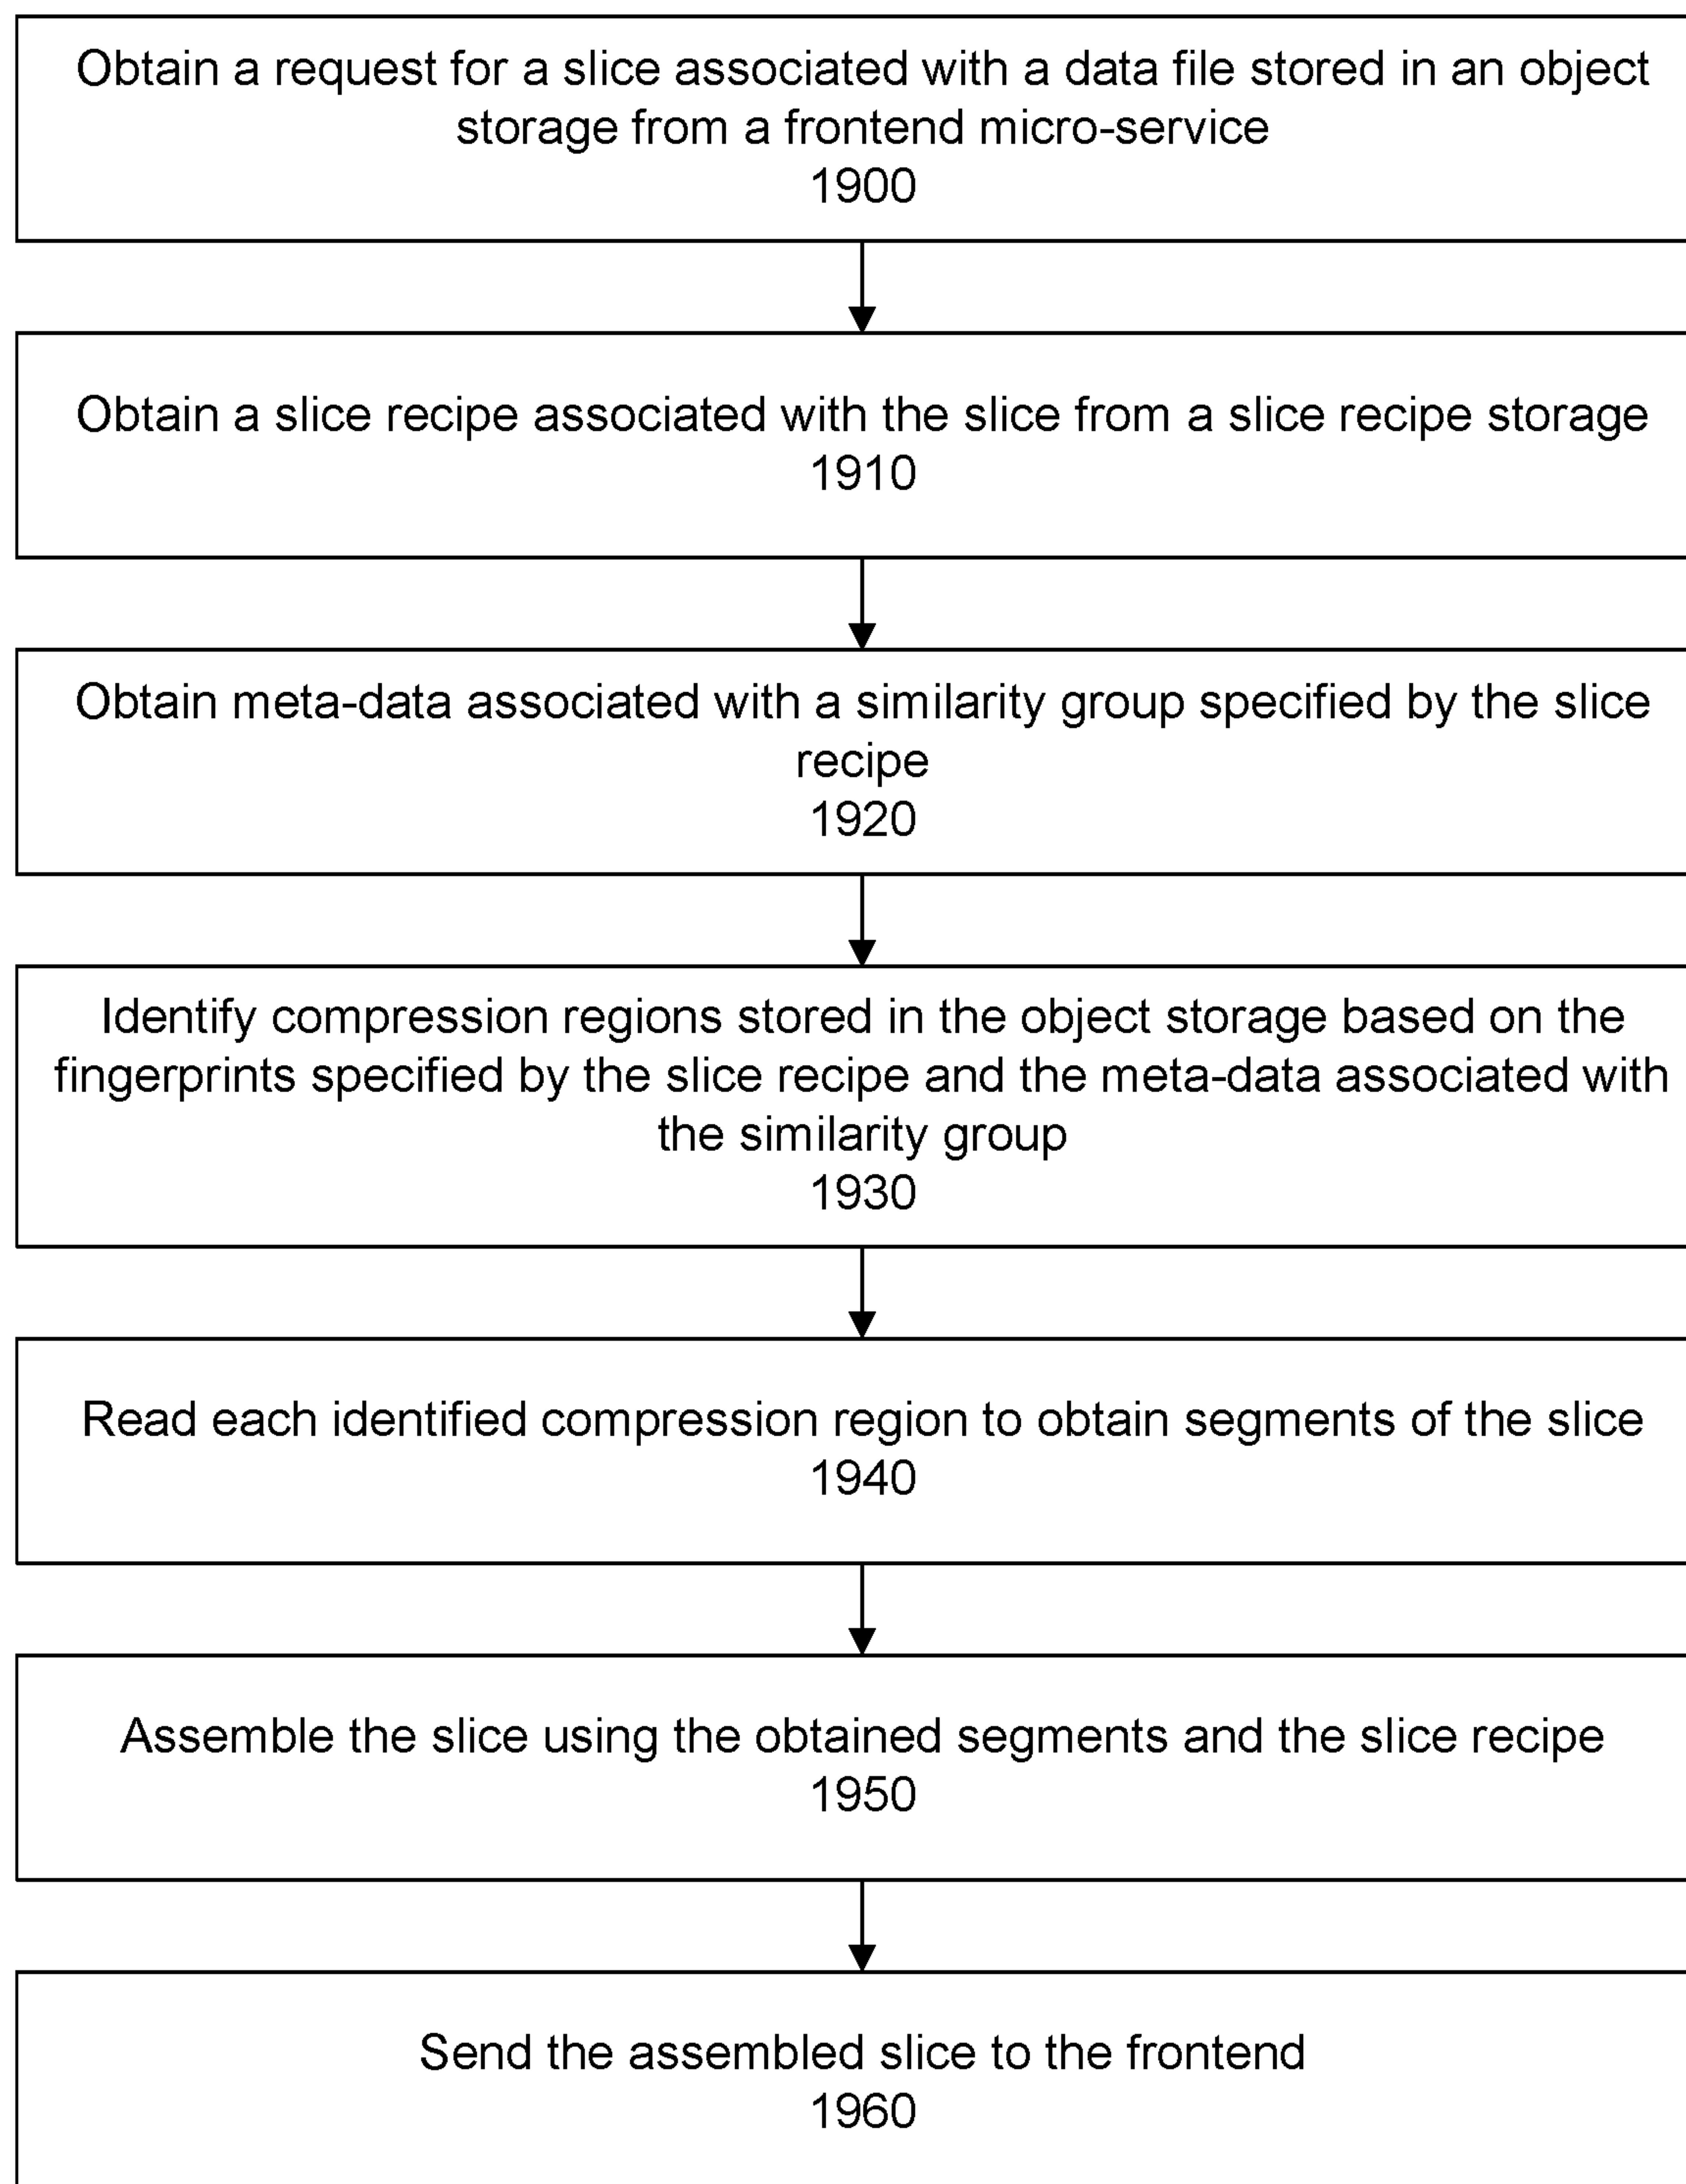 Obtain a request for a slice associated with a data file stored in an object
storage from a frontend micro-service
1900
Obtain a slice recipe associated with the slice from a slice recipe storage
1910
Obtain meta-data associated with a similarity group specified by the slice
recipe
1920
Identify compression regions stored in the object storage based on the
fingerprints specified by the slice recipe and the meta-data associated with
the similarity group
1930
Read each identified compression region to obtain segments of the slice
1940
Assemble the slice using the obtained segments and the slice recipe
1950
Send the assembled slice to the frontend
1960